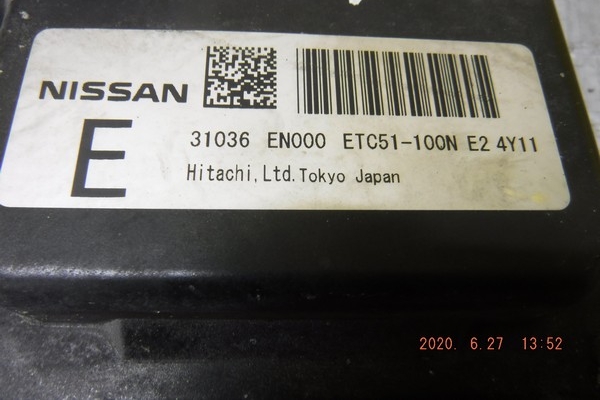 NISSAN
E
31036 EN000 ETC51-100N E2 4Y11
Hitachi,Ltd.Tokyo Japan
2020. 6.27 13:52